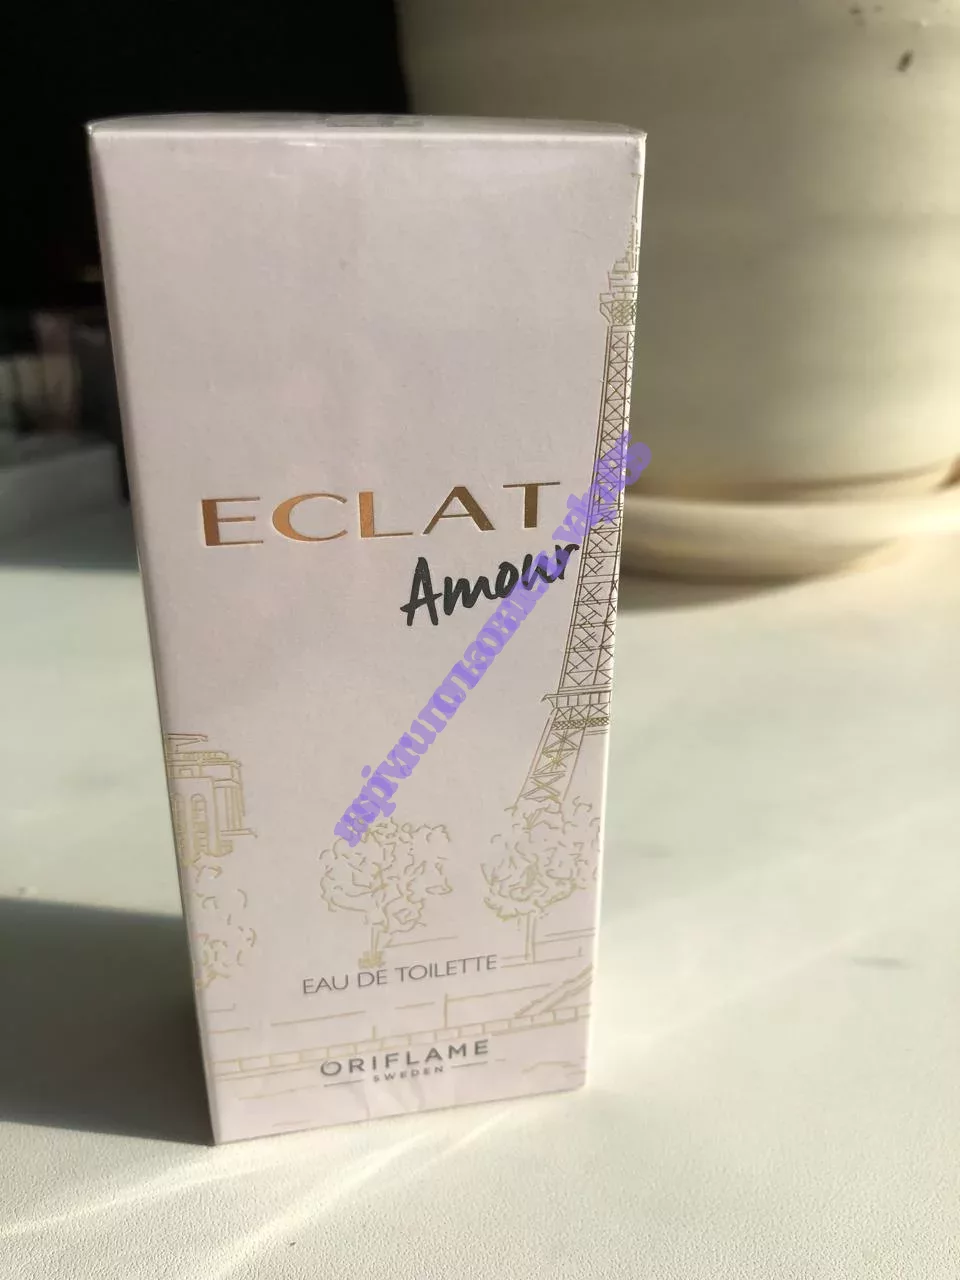 ECLAT
Amour
EAU DE TOILETTE
ORIFLAME
SWEDEN